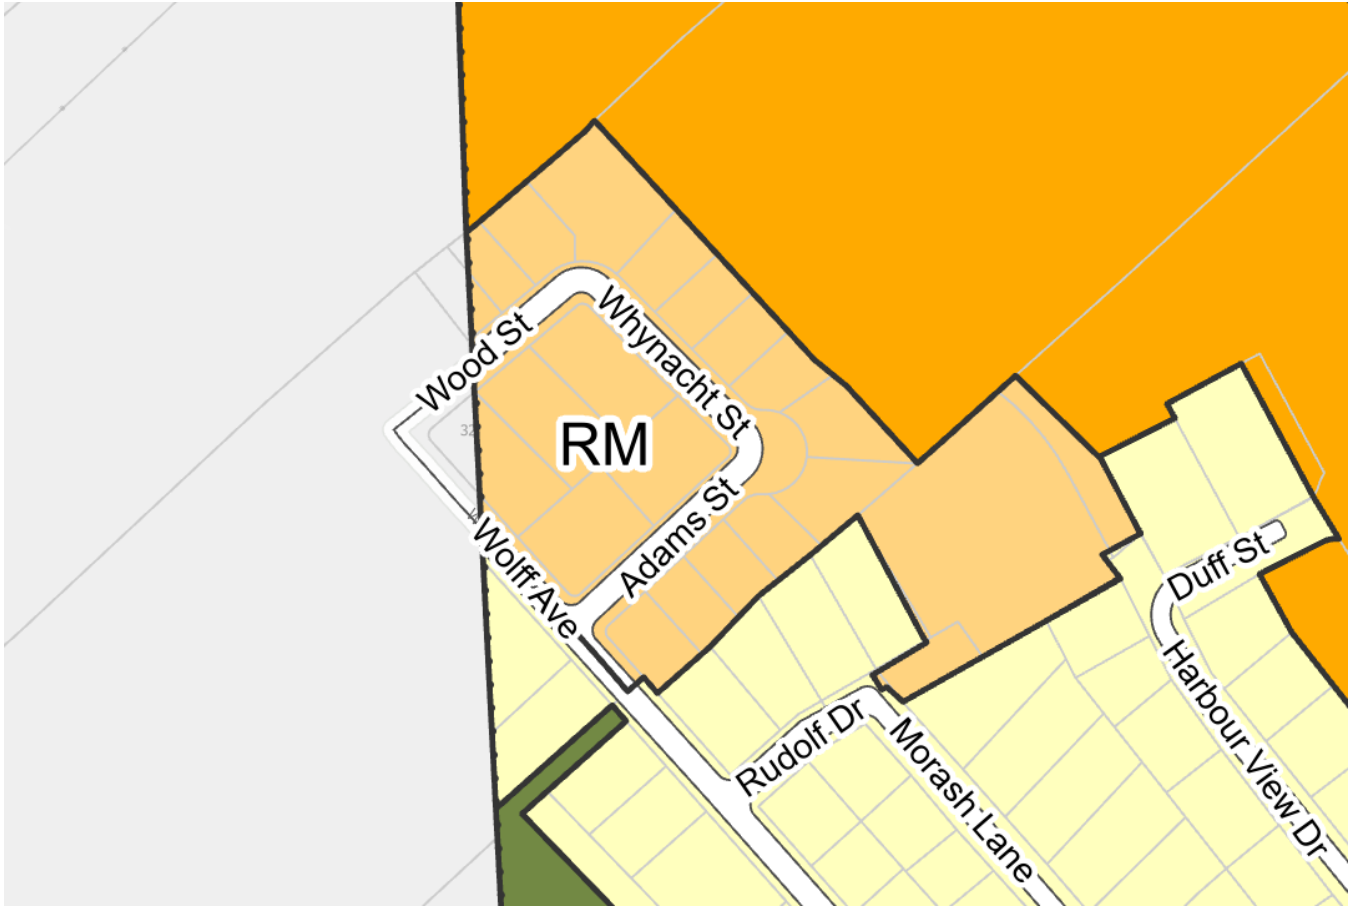 Wood St
Whynacht St
RM
Adams St
Wolff Ave
Duff St
Rudolf Dr
Morash Lane
Harbour View Dr